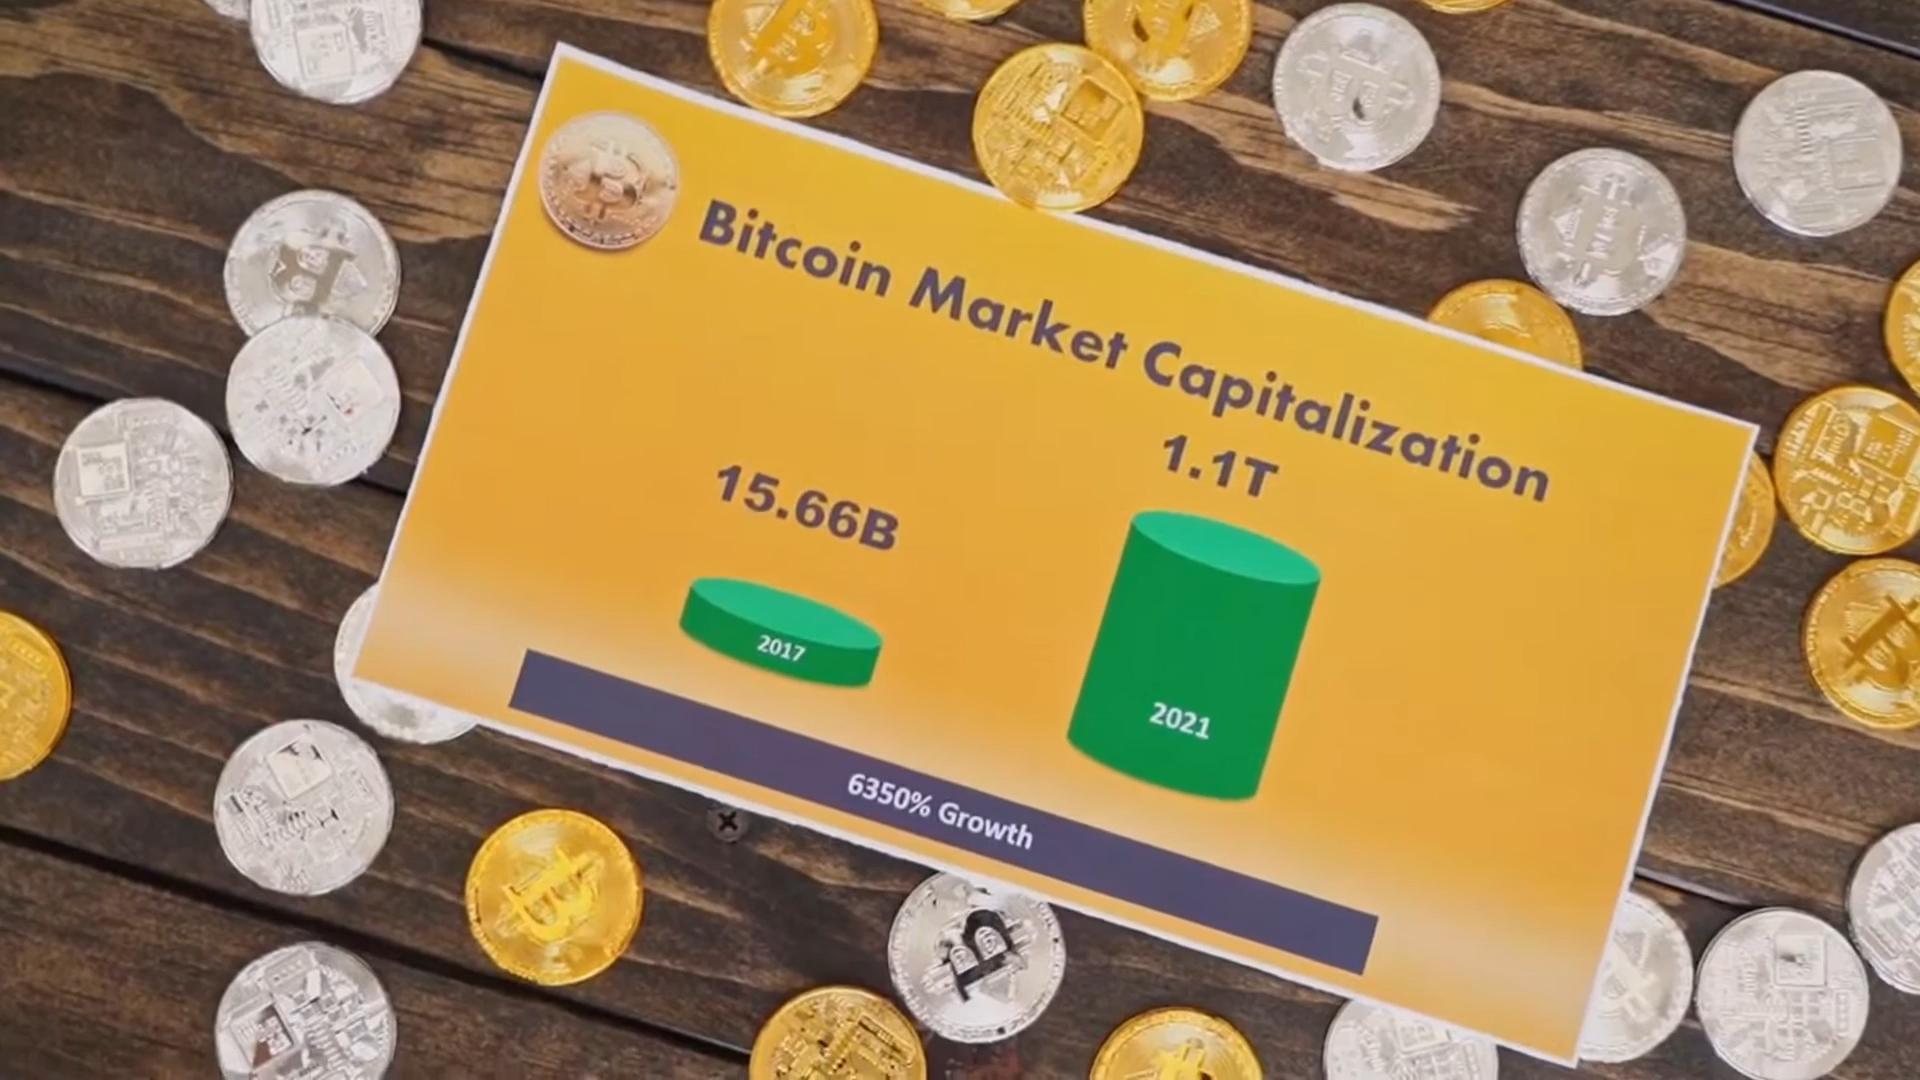 Bitcoin Market Capitalization
15.66B
1.1T
2017
2021
6350% Growth